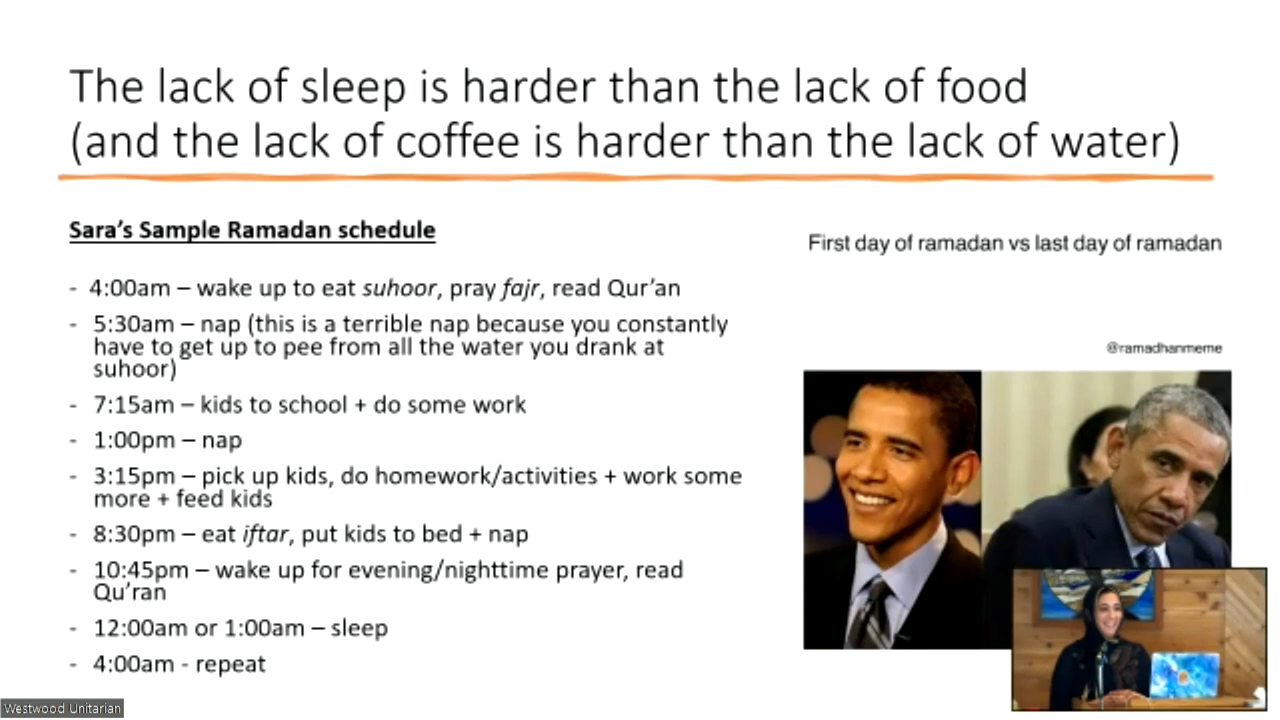 The lack of sleep is harder than the lack of food
(and the lack of coffee is harder than the lack of water)
Sara's Sample Ramadan schedule
- 4:00am – wake up to eat suhoor, pray fajr, read Qur'an
- 5:30am – nap (this is a terrible nap because you constantly
have to get up to pee from all the water you drank at
suhoor)
- 7:15am – kids to school + do some work
- 1:00pm – nap
- 3:15pm – pick up kids, do homework/activities + work some
more + feed kids
- 8:30pm – eat iftar, put kids to bed + nap
- 10:45pm – wake up for evening/nighttime prayer, read
Qu'ran
- 12:00am or 1:00am – sleep
- 4:00am - repeat
First day of ramadan vs last day of ramadan
@ramadhanmeme
Westwood Unitarian